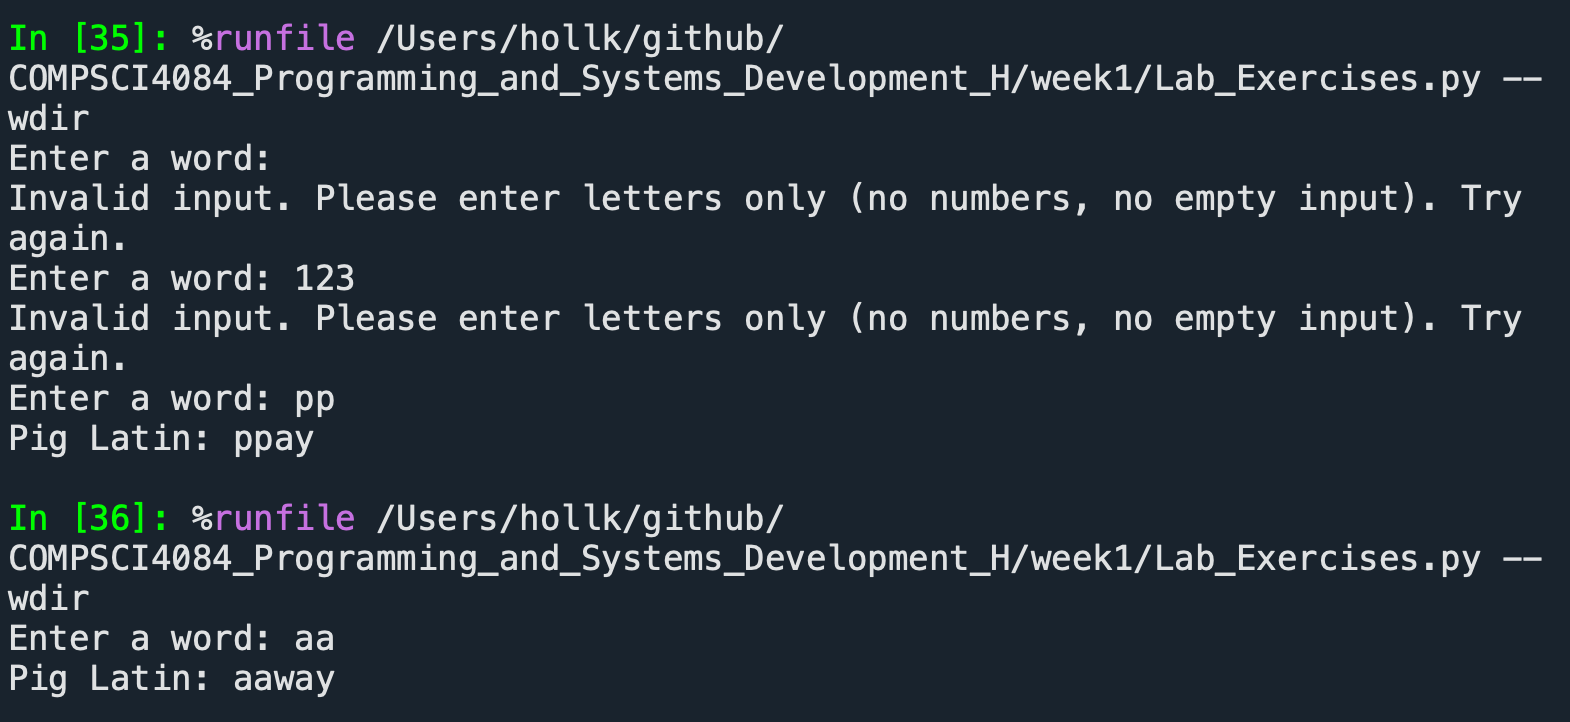 In [35]: %runfile /Users/hollk/github/
COMPSCI4084_Programming_and_Systems_Development_H/week1/Lab_Exercises.py --
wdir
Enter a word:
Invalid input. Please enter letters only (no numbers, no empty input). Try
again.
Enter a word: 123
Invalid input. Please enter letters only (no numbers, no empty input). Try
again.
Enter a word: pp
Pig Latin: ppay
In [36]: %runfile /Users/hollk/github/
COMPSCI4084_Programming_and_Systems_Development_H/week1/Lab_Exercises.py --
wdir
Enter a word: aa
Pig Latin: aaway